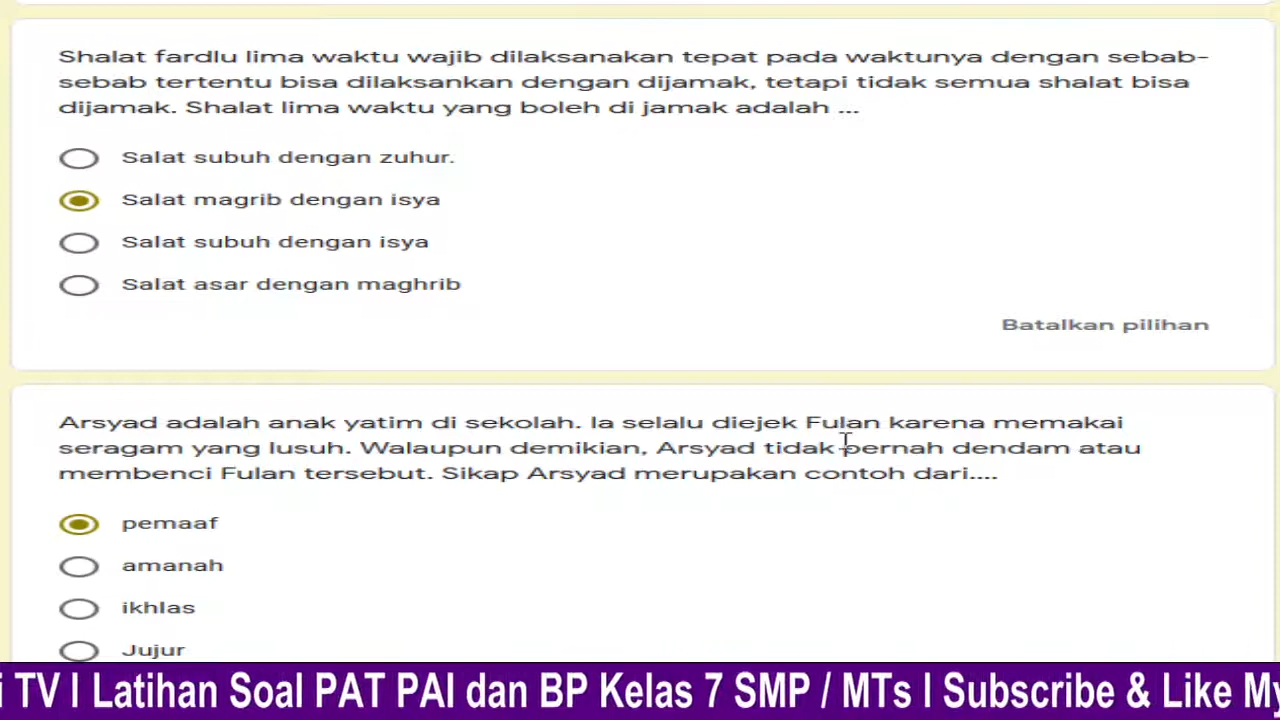 Shalat fardlu lima waktu wajib dilaksanakan tepat pada waktunya dengan sebab-
sebab tertentu bisa dilaksankan dengan dijamak, tetapi tidak semua shalat bisa
dijamak. Shalat lima waktu yang boleh di jamak adalah ...
Salat subuh dengan zuhur.
Salat magrib dengan isya
Salat subuh dengan isya
Salat asar dengan maghrib
Batalkan pilihan
Arsyad adalah anak yatim di sekolah. Ia selalu diejek Fulan karena memakai
seragam yang lusuh. Walaupun demikian, Arsyad tidak pernah dendam atau
membenci Fulan tersebut. Sikap Arsyad merupakan contoh dari....
pemaaf
amanah
ikhlas
Jujur
i TV I Latihan Soal PAT PAI dan BP Kelas 7 SMP / MTs I Subscribe & Like My